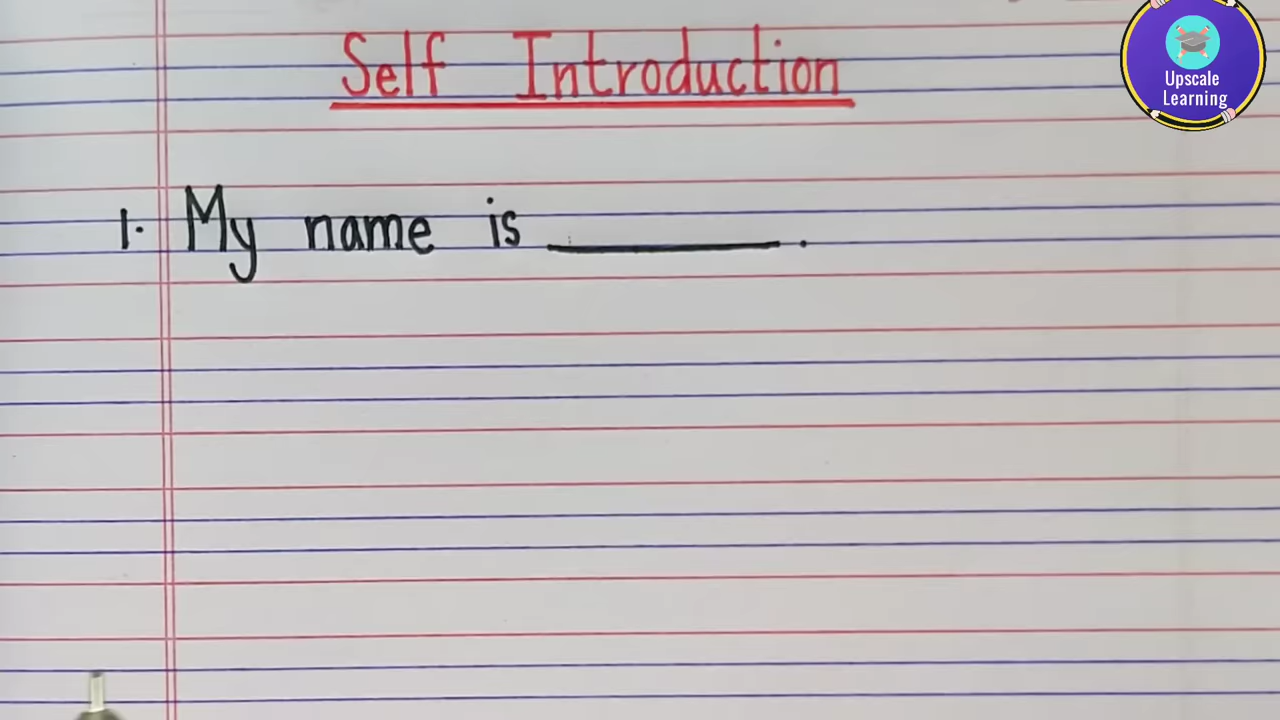 Self Introduction
Upscale
Learning
1. My name is ________.